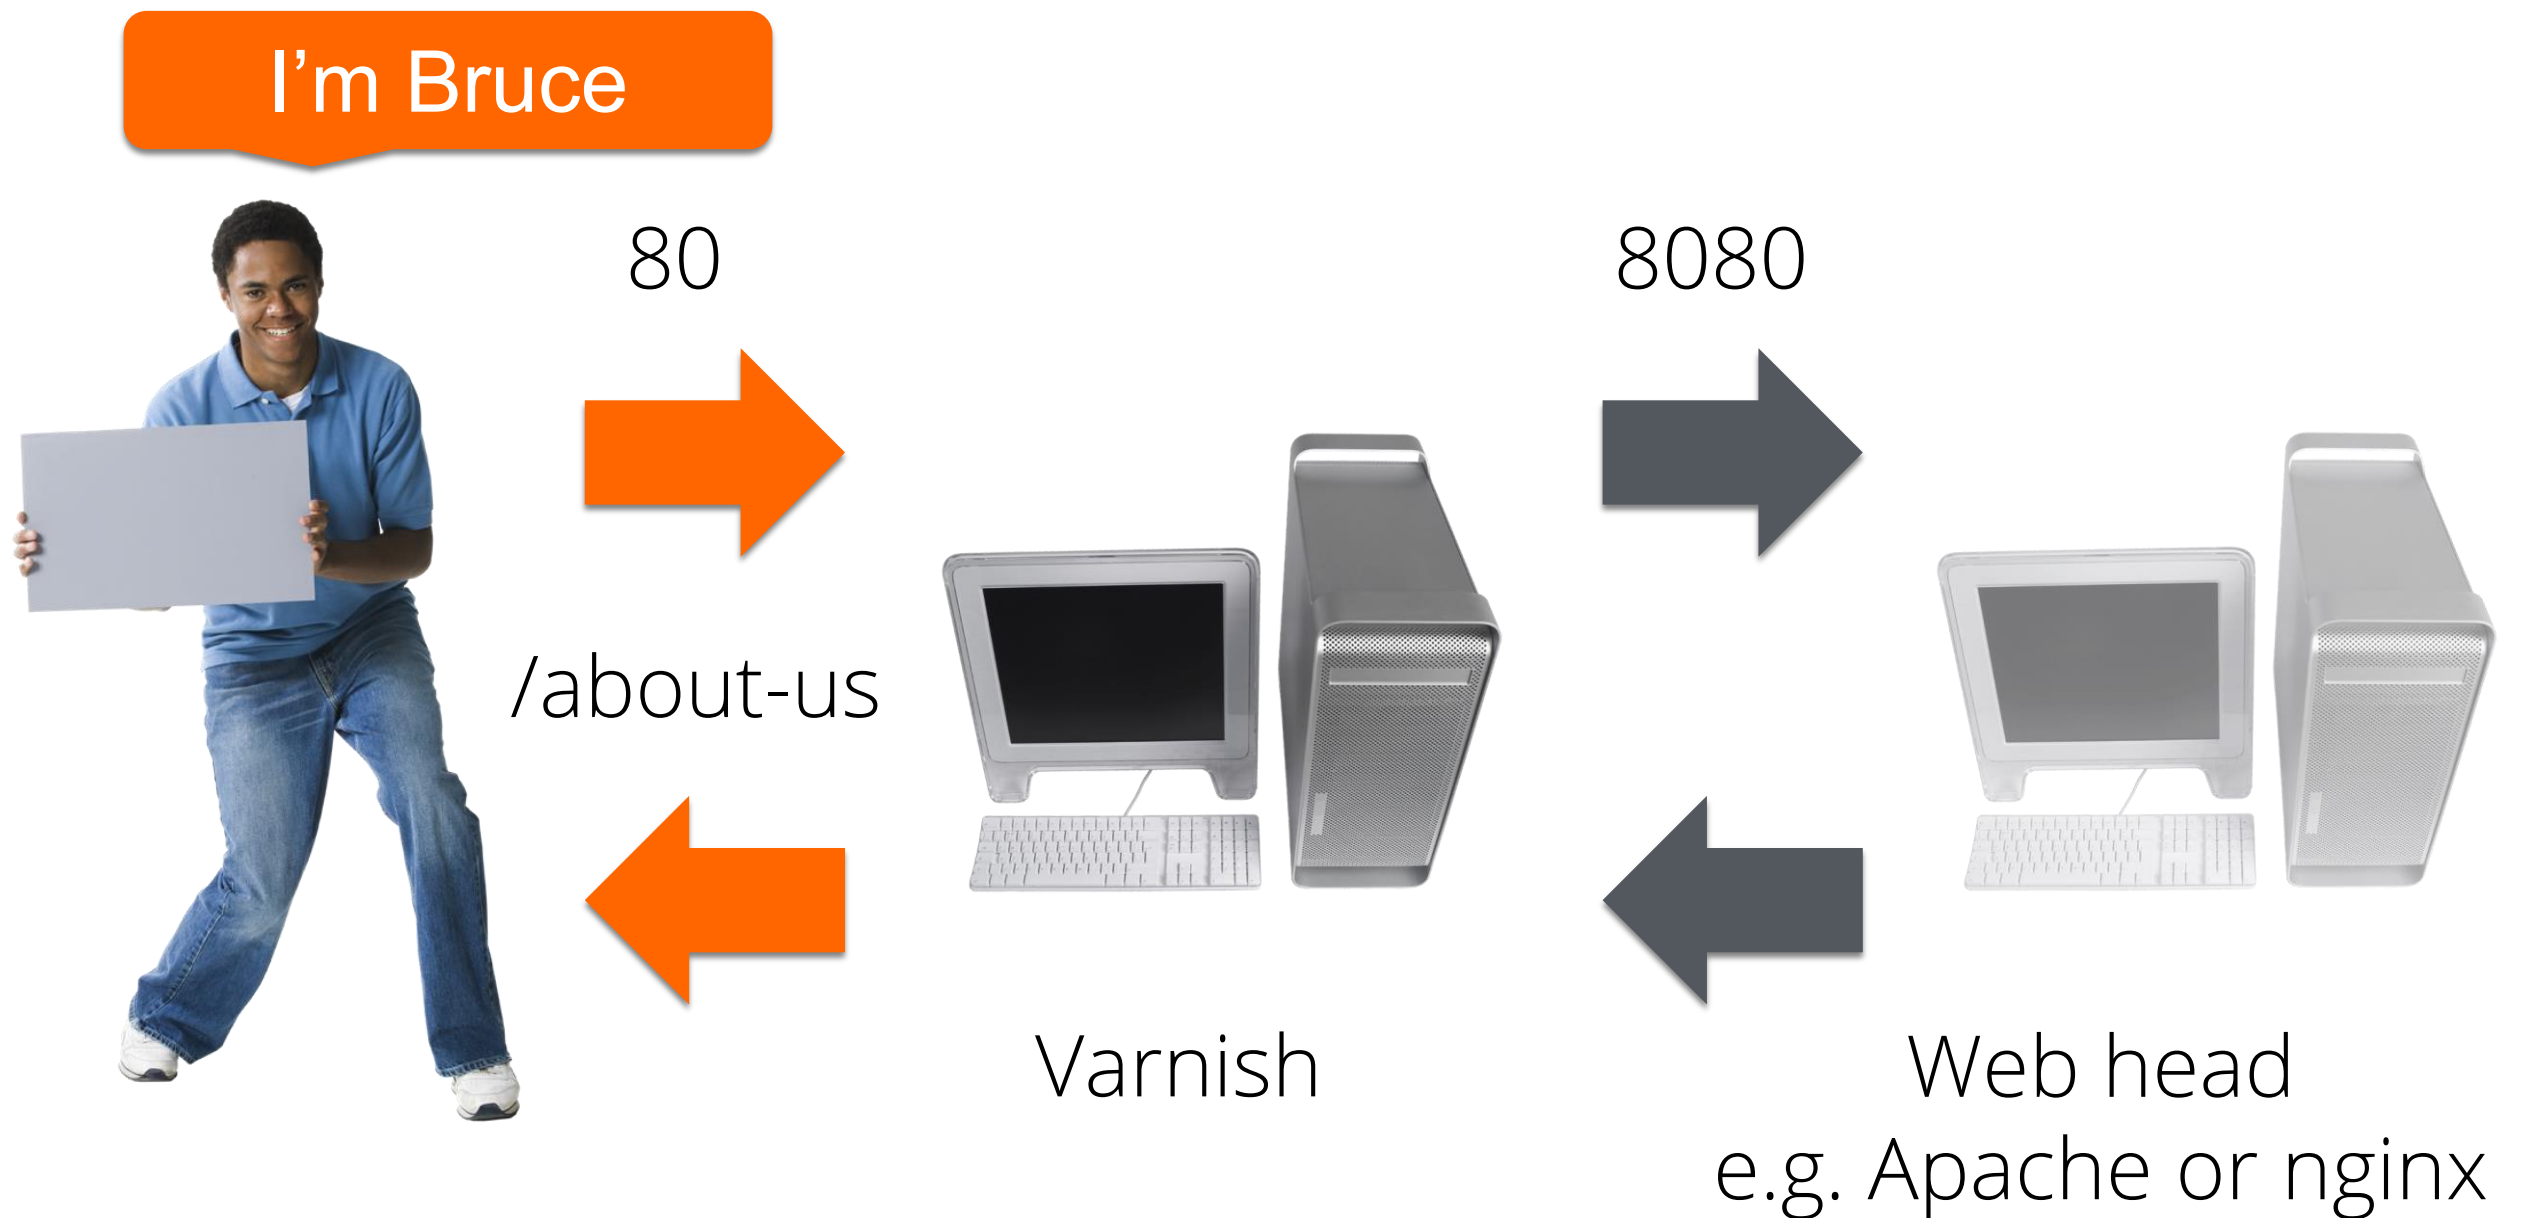 I’m Bruce
80
8080
/about-us
Varnish
Web head
e.g. Apache or nginx